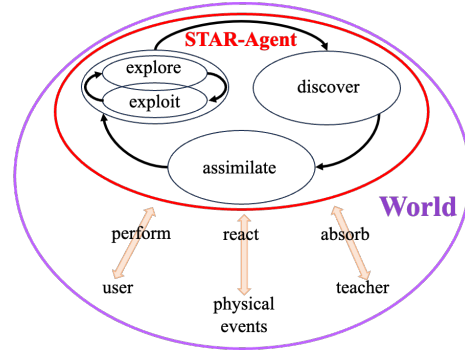 STAR-Agent
explore
exploit
discover
assimilate
World
perform
react
absorb
user
physical
events
teacher